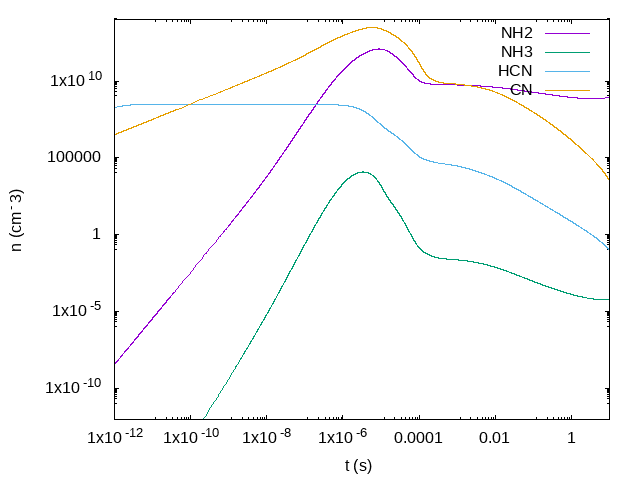 NH2
NH3
1x10^10
HCN
CN
100000
n (cm^-3)
1
1x10^-5
1x10^-10
1x10^-12 1x10^-10 1x10^-8 1x10^-6 0.0001 0.01 1
t (s)